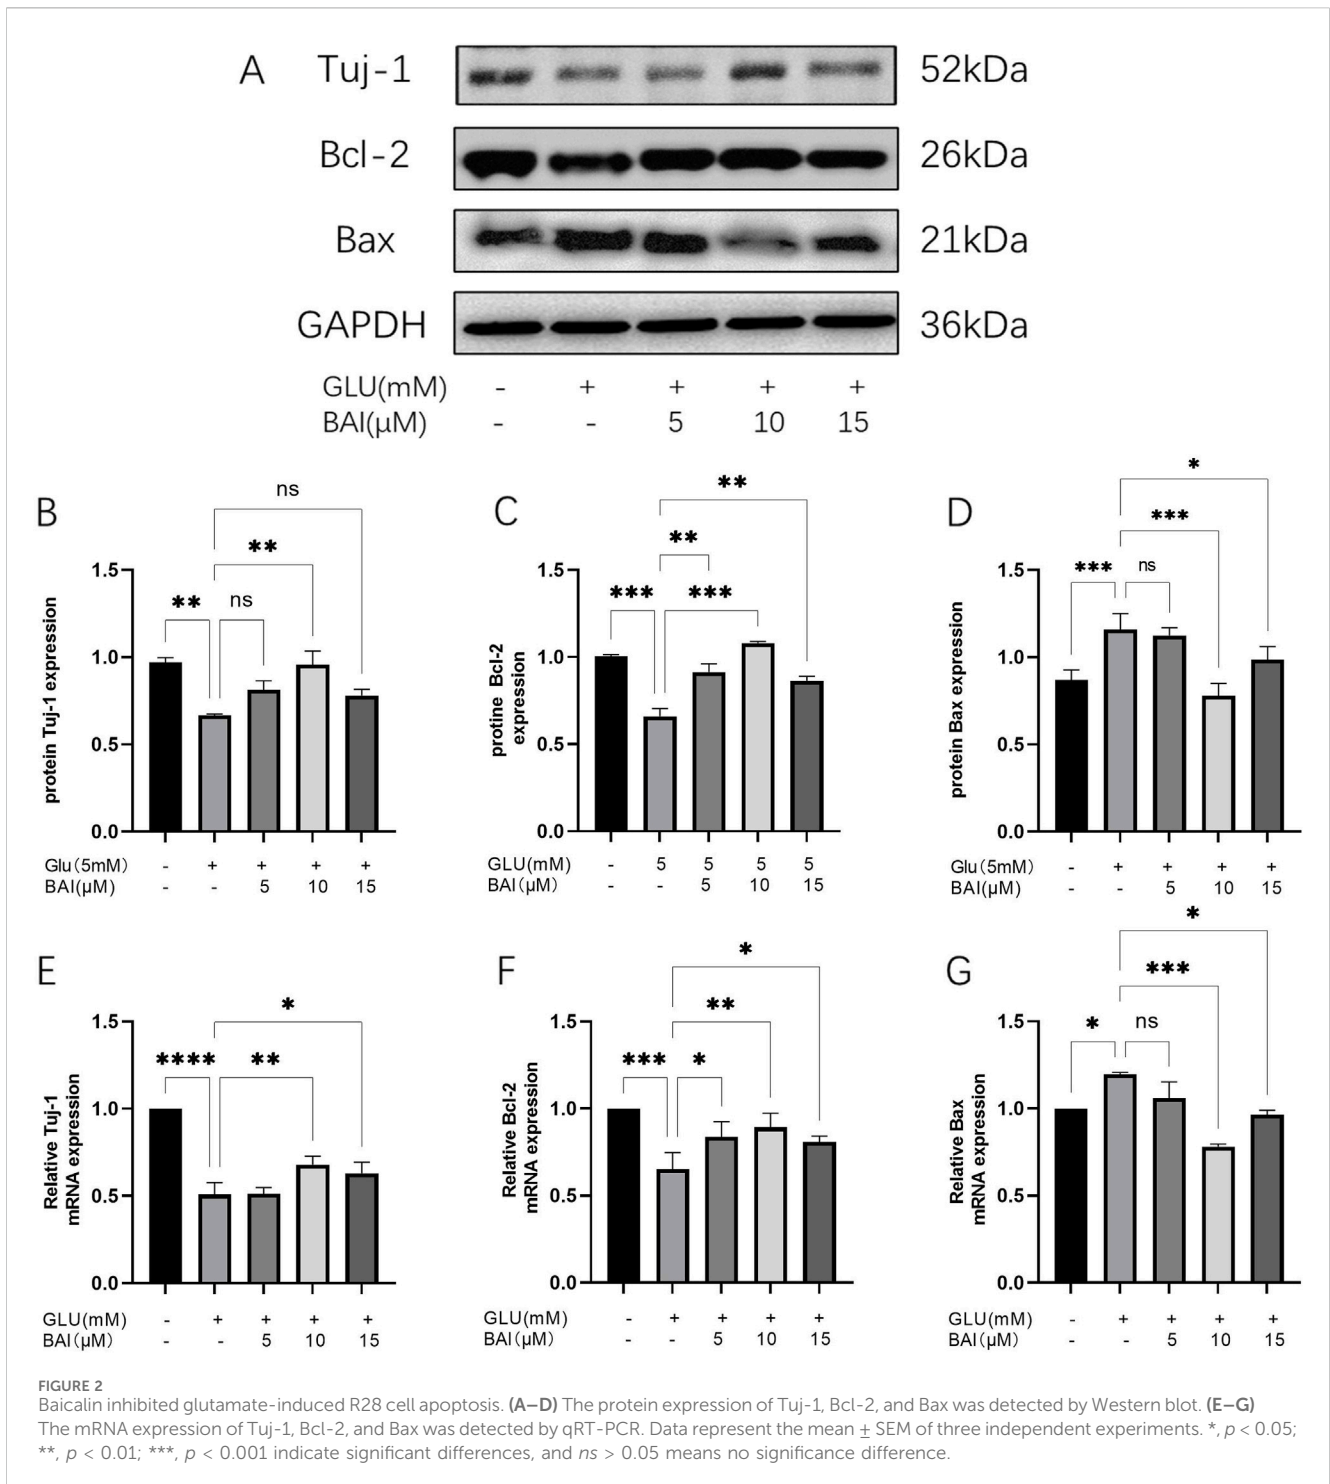 A Tuj-1 52kDa
Bcl-2 26kDa
Bax 21kDa
GAPDH 36kDa
GLU(mM) - + + + +
BAI(μM) - - 5 10 15
B
ns
**
** ns
protein Tuj-1 expression
1.5
1.0
0.5
0.0
Glu(5mM) - + + + +
BAI(μM) - - 5 10 15
C
**
**
*** ***
protine Bcl-2
expression
1.5
1.0
0.5
0.0
GLU(mM) - 5 5 5 5
BAI(μM) - - 5 10 15
D
*
***
*** ns
protein Bax expression
1.5
1.0
0.5
0.0
Glu(5mM) - + + + +
BAI(μM) - - 5 10 15
E
*
**** **
Relative Tuj-1
mRNA expression
1.5
1.0
0.5
0.0
GLU(mM) - + + + +
BAI(μM) - - 5 10 15
F
*
**
*** *
Relative Bcl-2
mRNA expression
1.5
1.0
0.5
0.0
GLU(mM) - + + + +
BAI(μM) - - 5 10 15
G
*
***
* ns
Relative Bax
mRNA expression
1.5
1.0
0.5
0.0
GLU(mM) - + + + +
BAI(μM) - - 5 10 15
FIGURE 2
Baicalin inhibited glutamate-induced R28 cell apoptosis. (A–D) The protein expression of Tuj-1, Bcl-2, and Bax was detected by Western blot. (E–G)
The mRNA expression of Tuj-1, Bcl-2, and Bax was detected by qRT-PCR. Data represent the mean ± SEM of three independent experiments. *, p < 0.05;
**, p < 0.01; ***, p < 0.001 indicate significant differences, and ns > 0.05 means no significance difference.